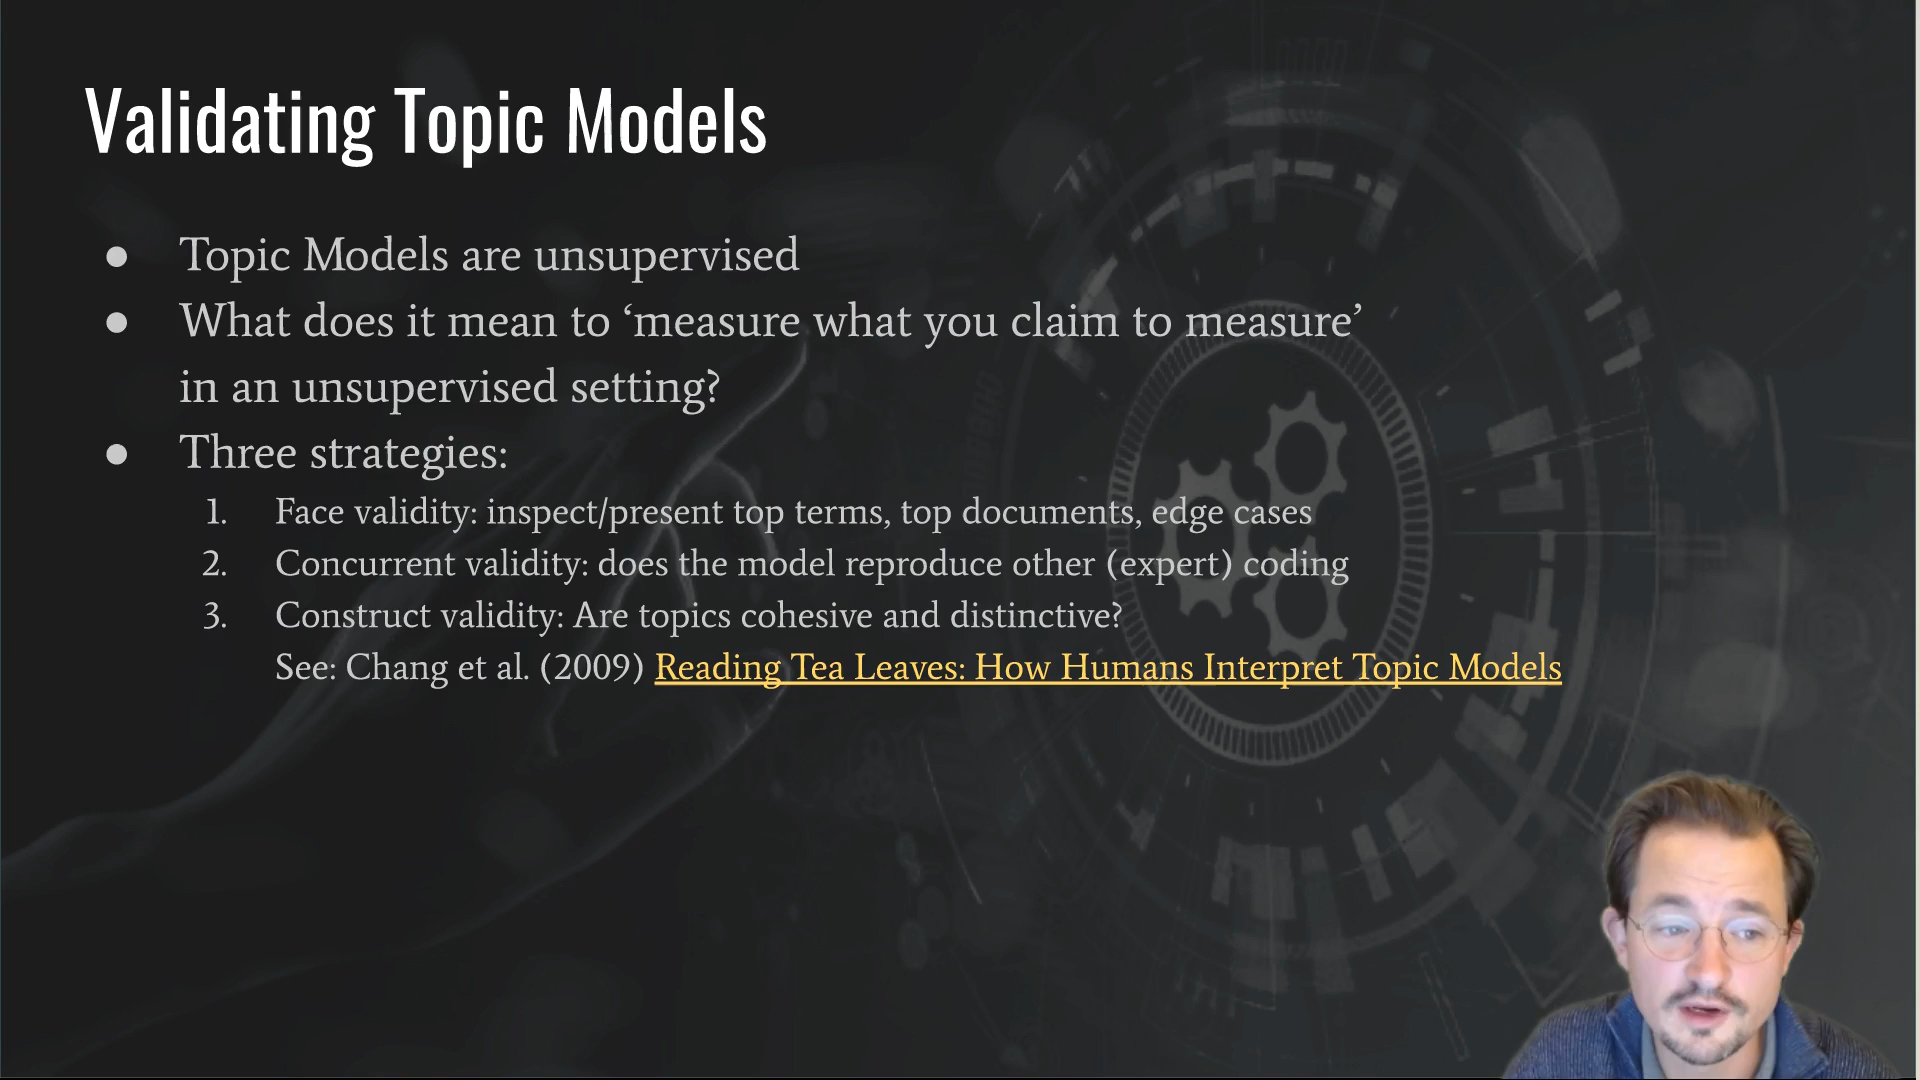 Validating Topic Models
● Topic Models are unsupervised
● What does it mean to ‘measure what you claim to measure’
in an unsupervised setting?
● Three strategies:
1. Face validity: inspect/present top terms, top documents, edge cases
2. Concurrent validity: does the model reproduce other (expert) coding
3. Construct validity: Are topics cohesive and distinctive?
See: Chang et al. (2009) Reading Tea Leaves: How Humans Interpret Topic Models